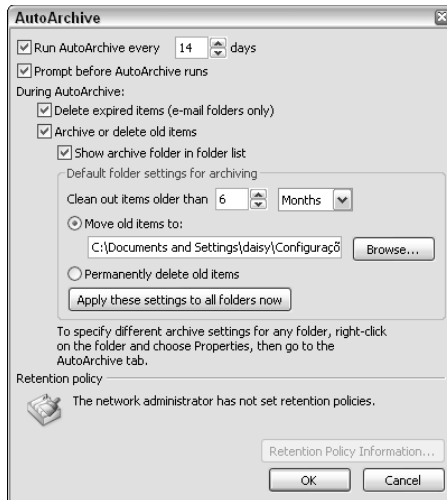 AutoArchive
Run AutoArchive every 14 days
Prompt before AutoArchive runs
During AutoArchive:
Delete expired items (e-mail folders only)
Archive or delete old items
Show archive folder in folder list
Default folder settings for archiving
Clean out items older than 6 Months
Move old items to:
C:\Documents and Settings\daisy\Configuraçõ Browse...
Permanently delete old items
Apply these settings to all folders now
To specify different archive settings for any folder, right-click
on the folder and choose Properties, then go to the
AutoArchive tab.
Retention policy
The network administrator has not set retention policies.
Retention Policy Information...
OK Cancel